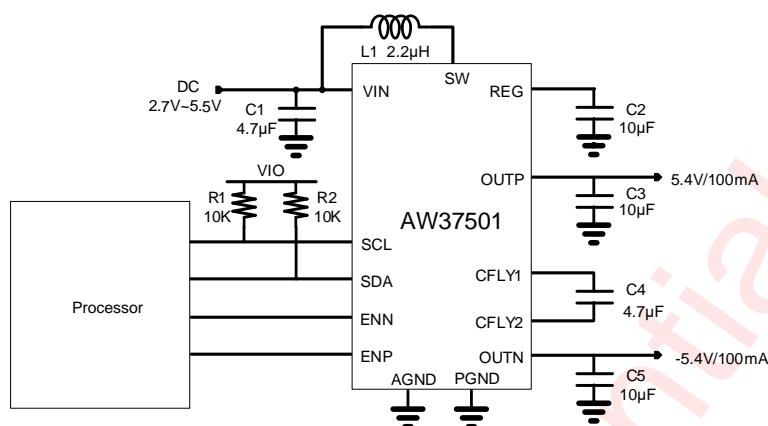 L1 2.2µH
DC
2.7V~5.5V
C1
4.7µF
VIN
SW
REG
C2
10µF
VIO
R1
10K
R2
10K
OUTP
5.4V/100mA
C3
10µF
AW37501
SCL
SDA
Processor
CFLY1
CFLY2
C4
4.7µF
ENN
ENP
OUTN
-5.4V/100mA
AGND
PGND
C5
10µF
ntial